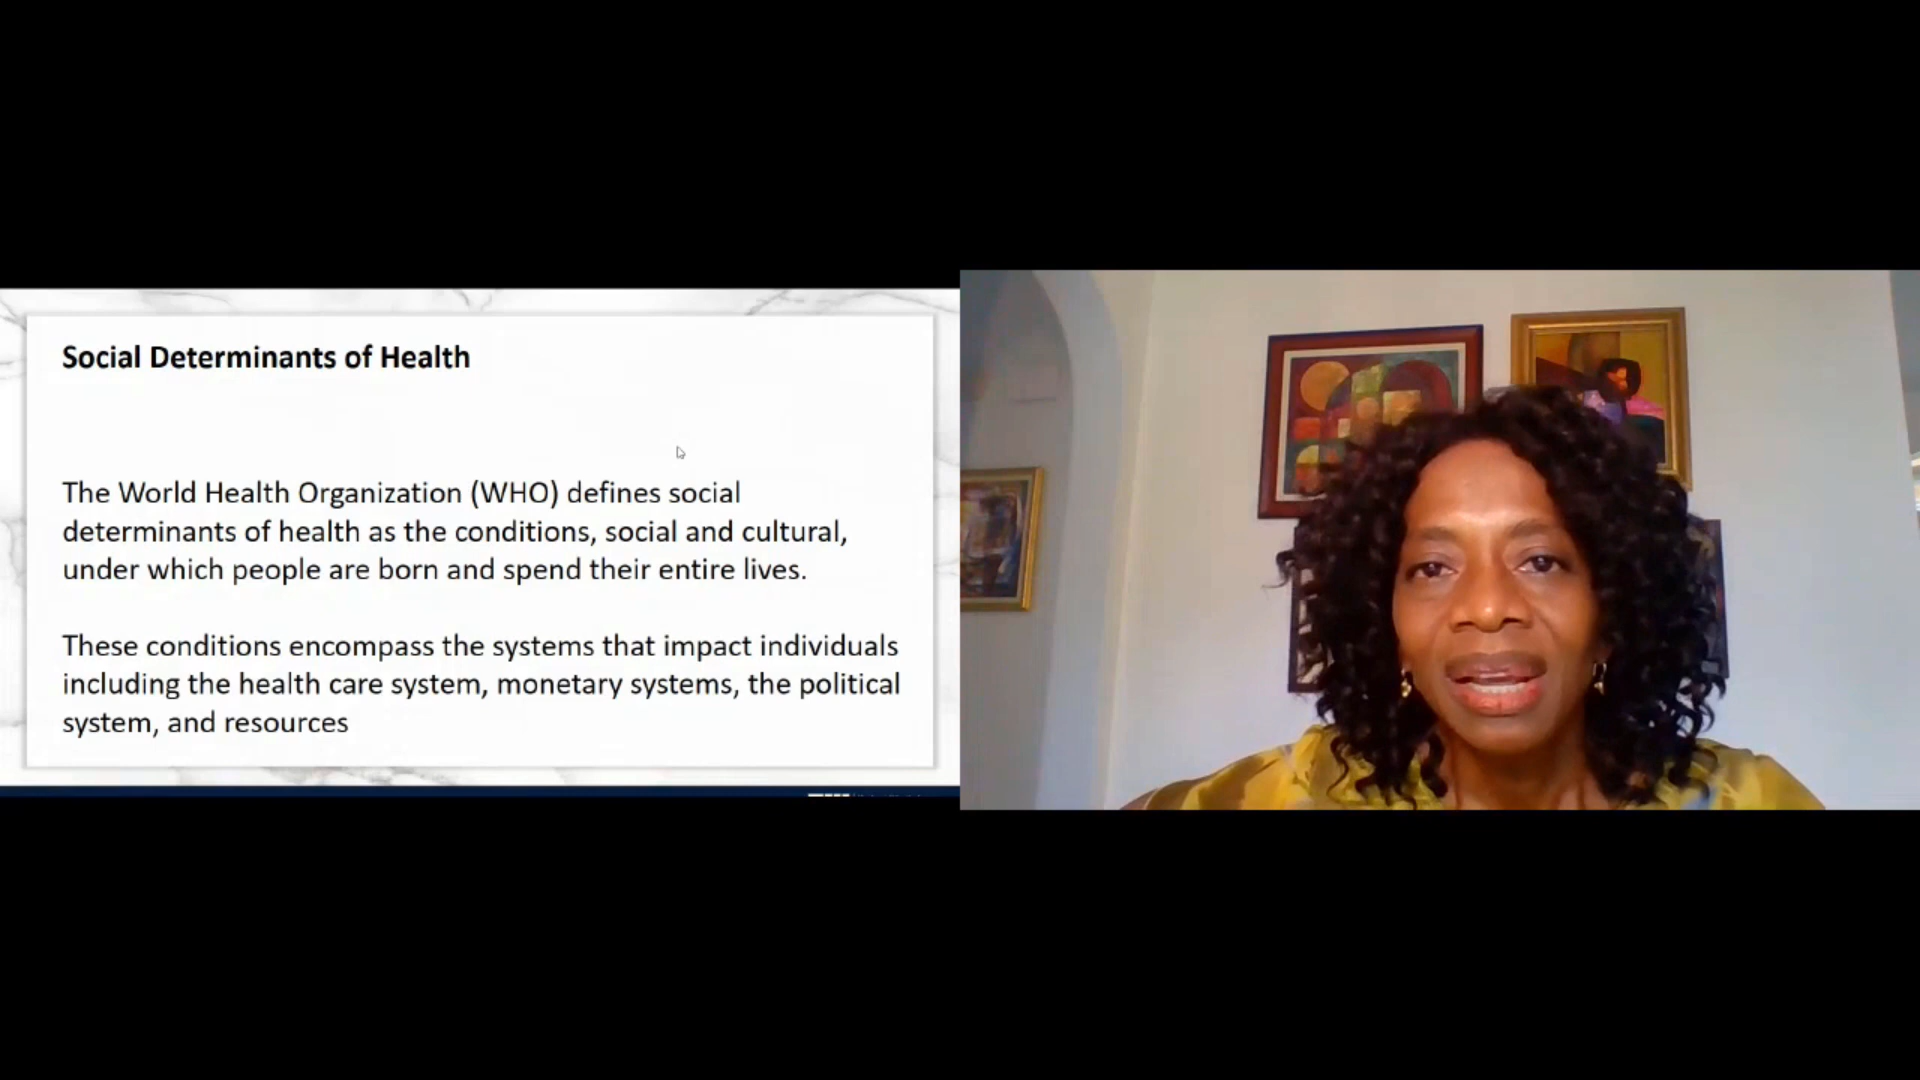 Social Determinants of Health
The World Health Organization (WHO) defines social
determinants of health as the conditions, social and cultural,
under which people are born and spend their entire lives.
These conditions encompass the systems that impact individuals
including the health care system, monetary systems, the political
system, and resources